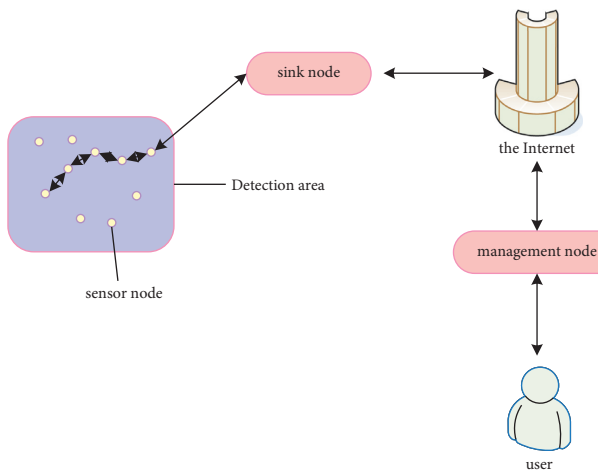 sink node
the Internet
Detection area
management node
sensor node
user